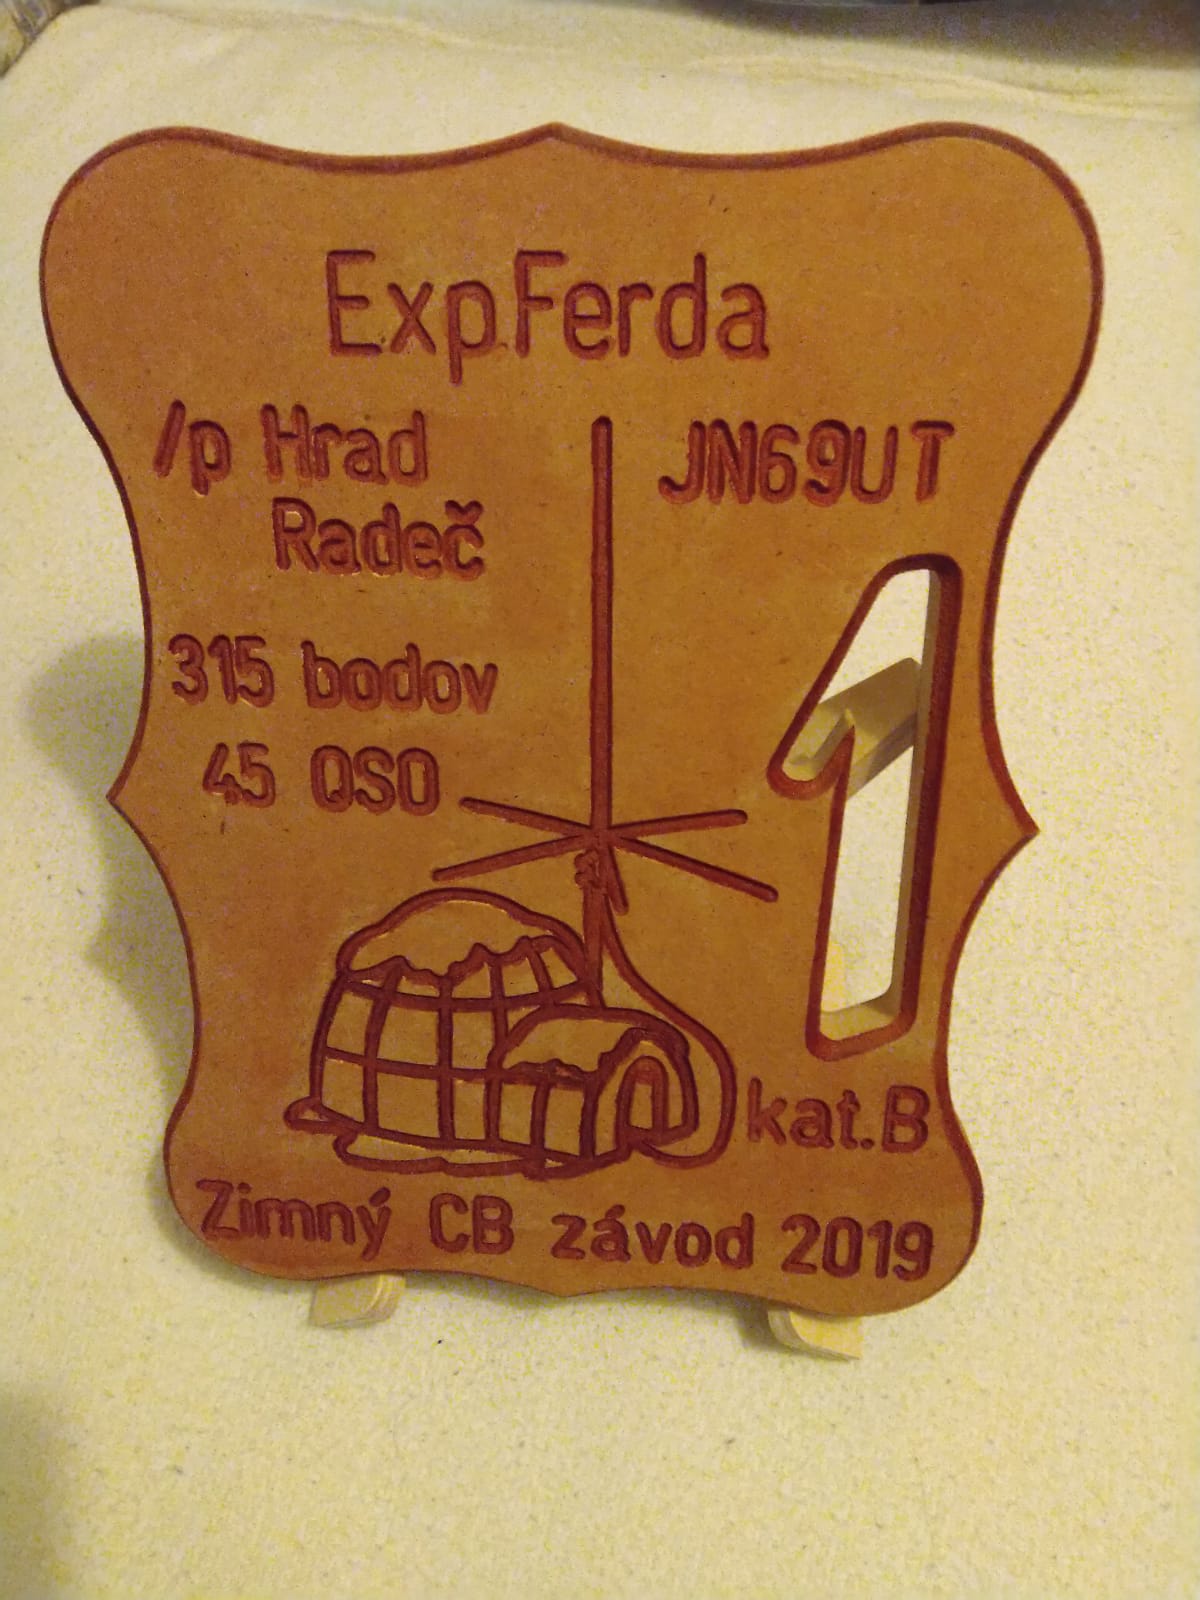 ExpFerda
/p Hrad
Radeč
JN69UT
315 bodov
45 QSO
1
kat.B
Zimný CB závod 2019